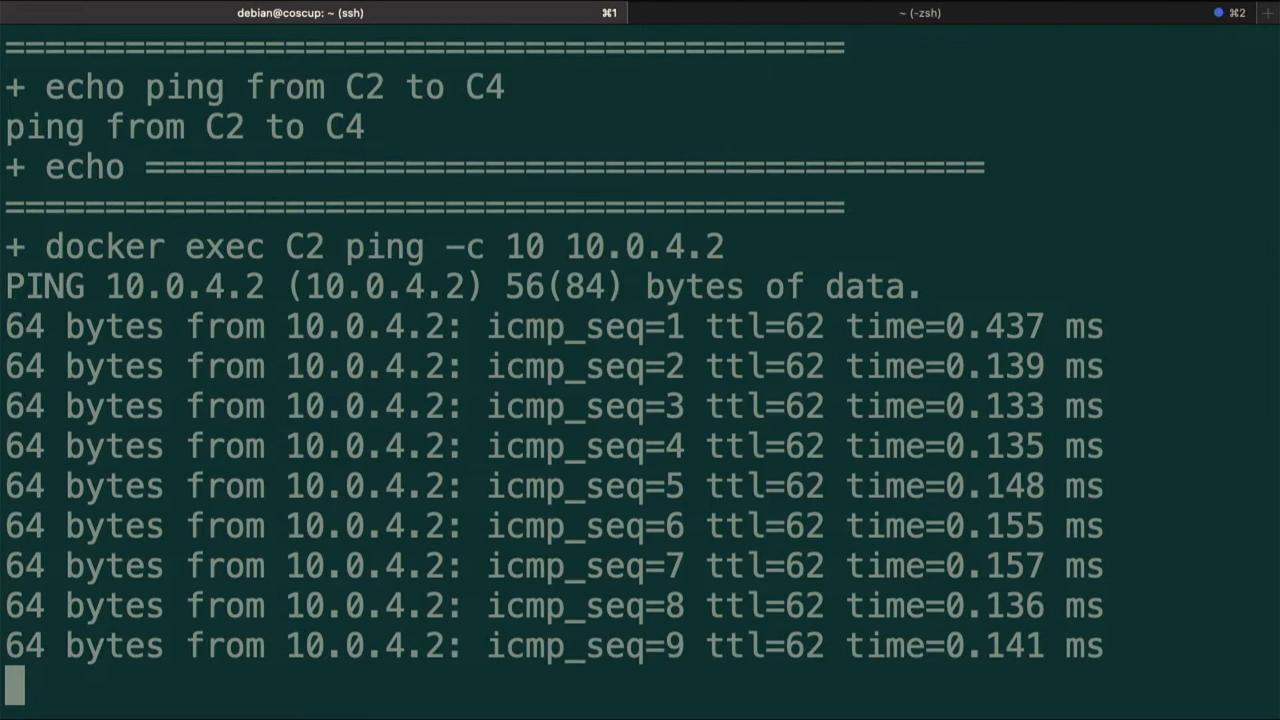 debian@coscup: ~ (ssh) ⌘1 ~ (-zsh) ⌘2 +
==========================================
+ echo ping from C2 to C4
ping from C2 to C4
+ echo ==========================================
==========================================
+ docker exec C2 ping -c 10 10.0.4.2
PING 10.0.4.2 (10.0.4.2) 56(84) bytes of data.
64 bytes from 10.0.4.2: icmp_seq=1 ttl=62 time=0.437 ms
64 bytes from 10.0.4.2: icmp_seq=2 ttl=62 time=0.139 ms
64 bytes from 10.0.4.2: icmp_seq=3 ttl=62 time=0.133 ms
64 bytes from 10.0.4.2: icmp_seq=4 ttl=62 time=0.135 ms
64 bytes from 10.0.4.2: icmp_seq=5 ttl=62 time=0.148 ms
64 bytes from 10.0.4.2: icmp_seq=6 ttl=62 time=0.155 ms
64 bytes from 10.0.4.2: icmp_seq=7 ttl=62 time=0.157 ms
64 bytes from 10.0.4.2: icmp_seq=8 ttl=62 time=0.136 ms
64 bytes from 10.0.4.2: icmp_seq=9 ttl=62 time=0.141 ms